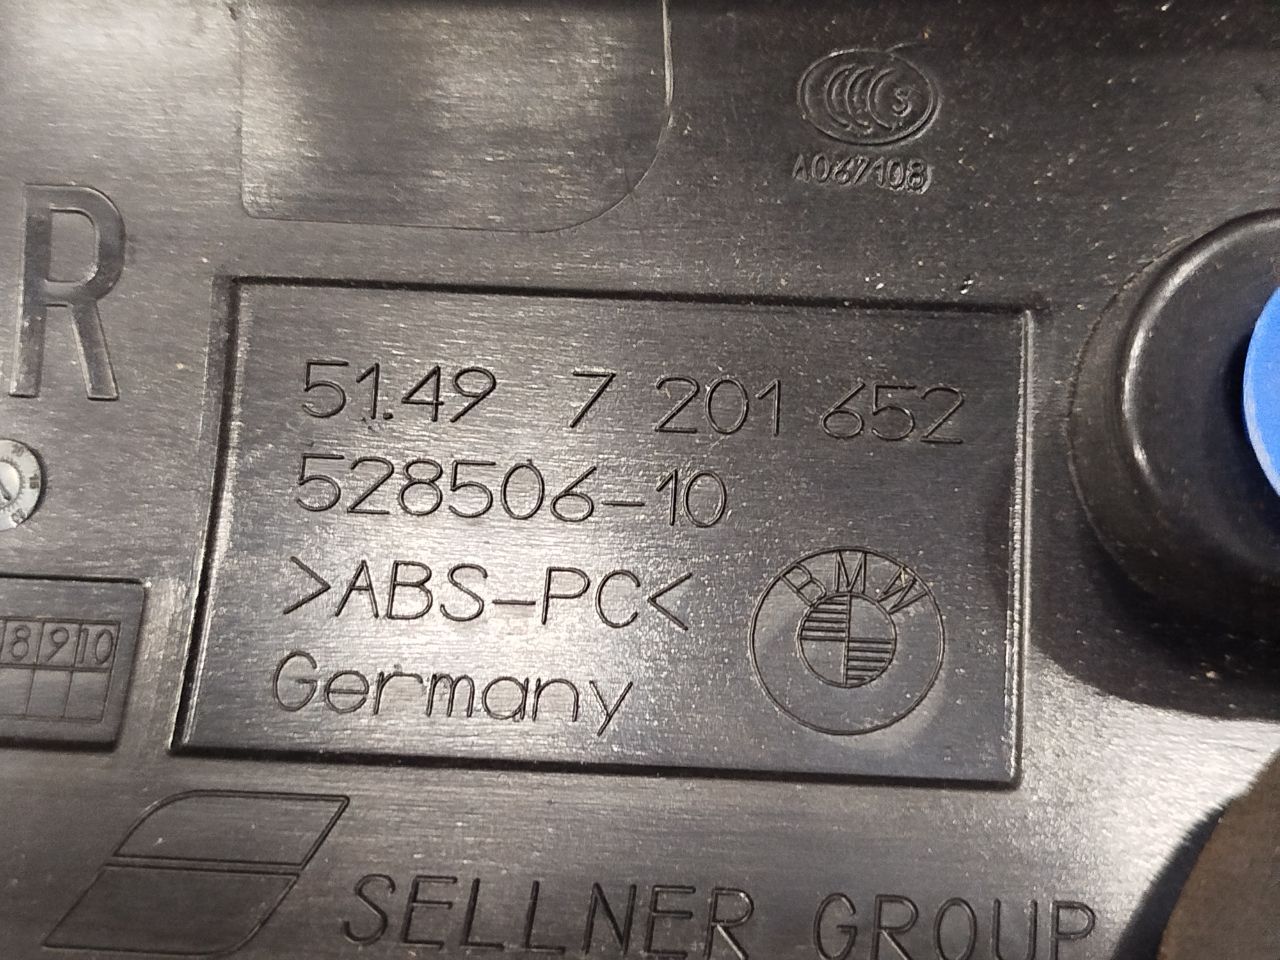 S
A067108
R
51.49 7 201 652
528506-10
>ABS-PC<
BMW
Germany
8 9 10
SELLNER GROUP